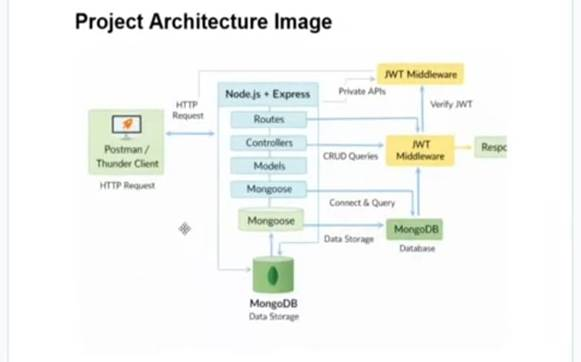 Project Architecture Image
JWT Middleware
Node.js + Express
Private APIs
HTTP
Request
Verify JWT
Routes
Postman /
Thunder Client
Controllers
JWT
Middleware
Respo
CRUD Queries
Models
HTTP Request
Mongoose
Connect & Query
Mongoose
MongoDB
Data Storage
Database
MongoDB
Data Storage